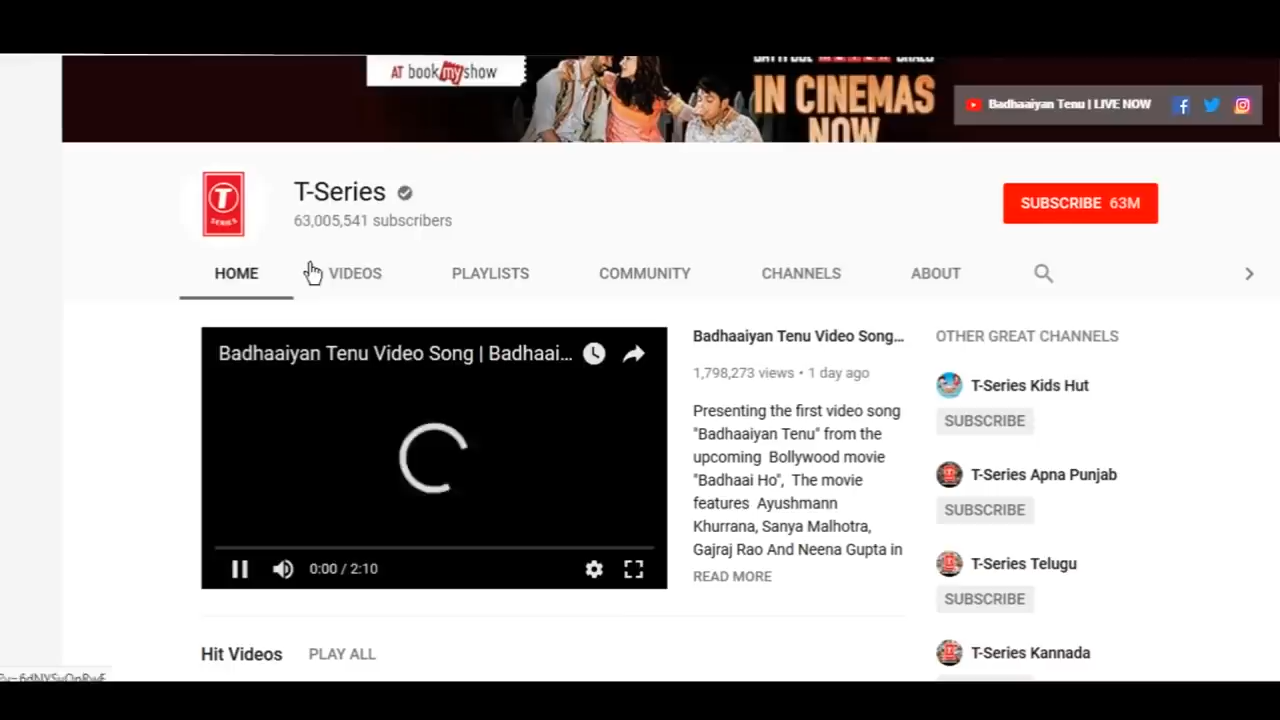 AT bookmyshow
IN CINEMAS
NOW
Badhaaiyan Tenu | LIVE NOW
T-Series
63,005,541 subscribers
SUBSCRIBE 63M
T
SERIES
HOME
VIDEOS
PLAYLISTS
COMMUNITY
CHANNELS
ABOUT
Badhaaiyan Tenu Video Song | Badhaai...
0:00 / 2:10
Badhaaiyan Tenu Video Song...
1,798,273 views • 1 day ago
Presenting the first video song
"Badhaaiyan Tenu" from the
upcoming Bollywood movie
"Badhaai Ho", The movie
features Ayushmann
Khurrana, Sanya Malhotra,
Gajraj Rao And Neena Gupta in
READ MORE
OTHER GREAT CHANNELS
T-Series Kids Hut
SUBSCRIBE
T-Series Apna Punjab
SUBSCRIBE
T-Series Telugu
SUBSCRIBE
T-Series Kannada
Hit Videos
PLAY ALL